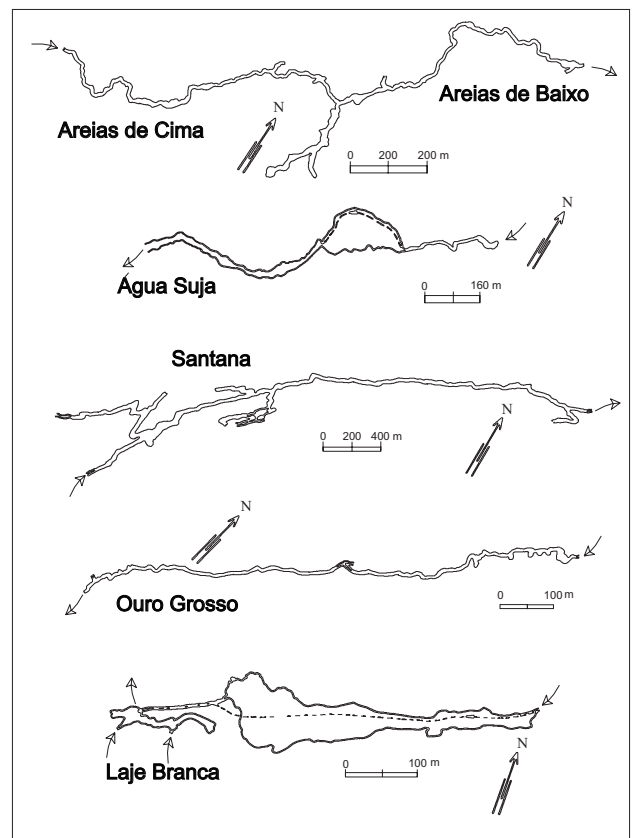 Areias de Baixo
Areias de Cima
N
0 200 200 m
N
Agua Suja
0 160 m
Santana
N
0 200 400 m
N
Ouro Grosso
0 100 m
N
Laje Branca
0 100 m